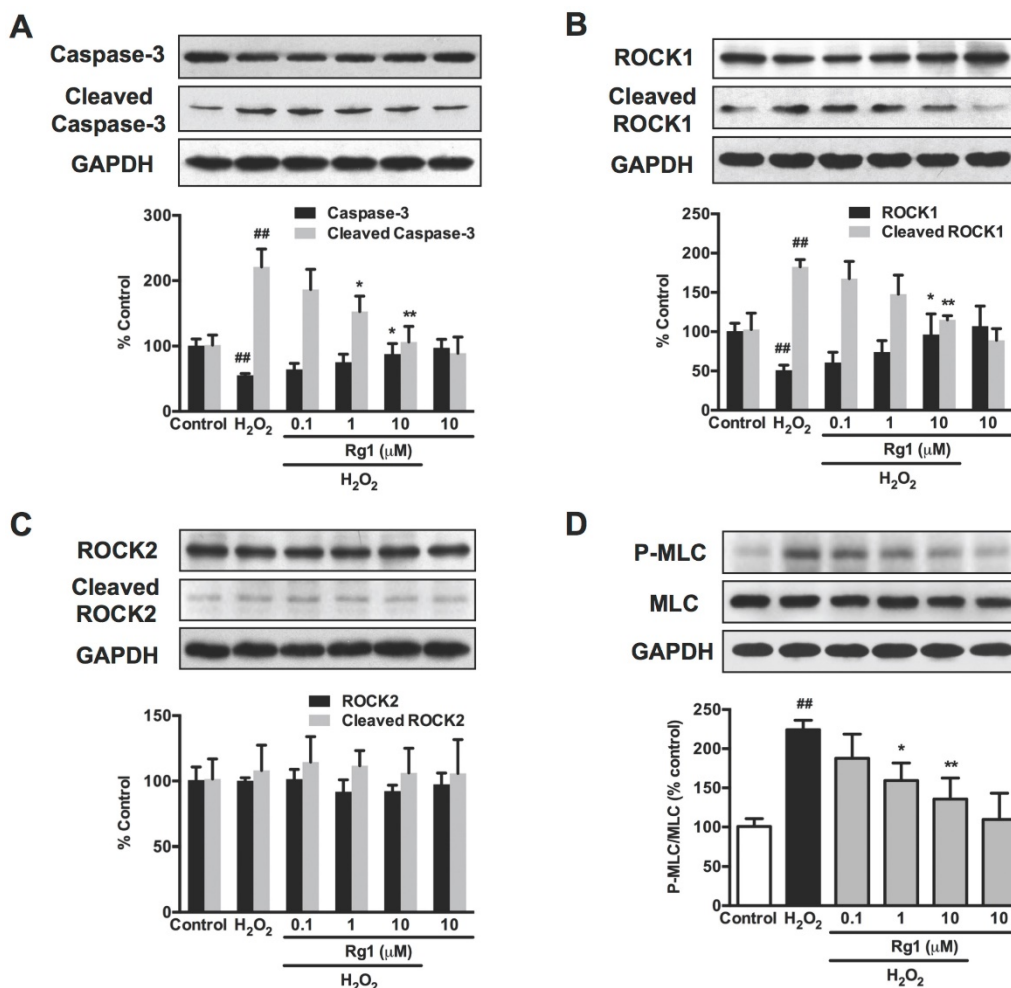 A
Caspase-3
Cleaved
Caspase-3
GAPDH
300
250
200
100
0
% Control
Caspase-3
Cleaved Caspase-3
##
##
*
*
**
Control H₂O₂ 0.1 1 10 10
Rg1 (μM)
H₂O₂
B
ROCK1
Cleaved
ROCK1
GAPDH
250
200
150
100
50
0
% Control
ROCK1
Cleaved ROCK1
##
##
*
**
Control H₂O₂ 0.1 1 10 10
Rg1 (μM)
H₂O₂
C
ROCK2
Cleaved
ROCK2
GAPDH
150
100
50
0
% Control
ROCK2
Cleaved ROCK2
Control H₂O₂ 0.1 1 10 10
Rg1 (μM)
H₂O₂
D
P-MLC
MLC
GAPDH
250
200
150
100
50
0
P-MLC/MLC (% control)
##
*
**
Control H₂O₂ 0.1 1 10 10
Rg1 (μM)
H₂O₂